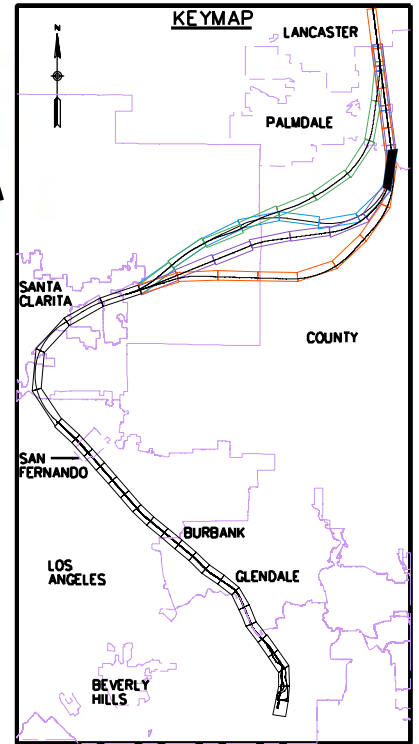 KEYMAP
N
LANCASTER
PALMDALE
SANTA
CLARITA
COUNTY
SAN
FERNANDO
BURBANK
LOS
ANGELES
GLENDALE
BEVERLY
HILLS